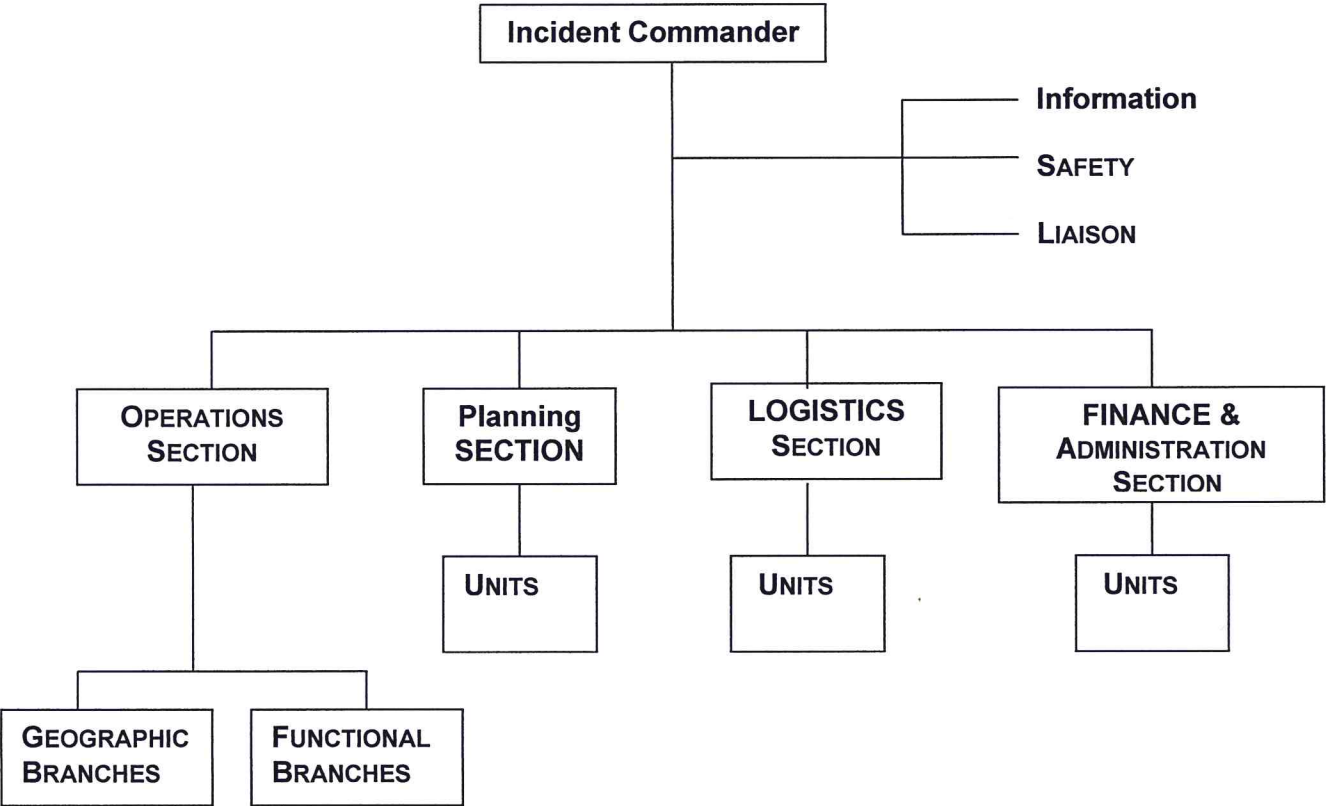 Incident Commander
Information
SAFETY
LIAISON
OPERATIONS
SECTION
Planning
SECTION
LOGISTICS
SECTION
FINANCE &
ADMINISTRATION
SECTION
UNITS
UNITS
UNITS
GEOGRAPHIC
BRANCHES
FUNCTIONAL
BRANCHES